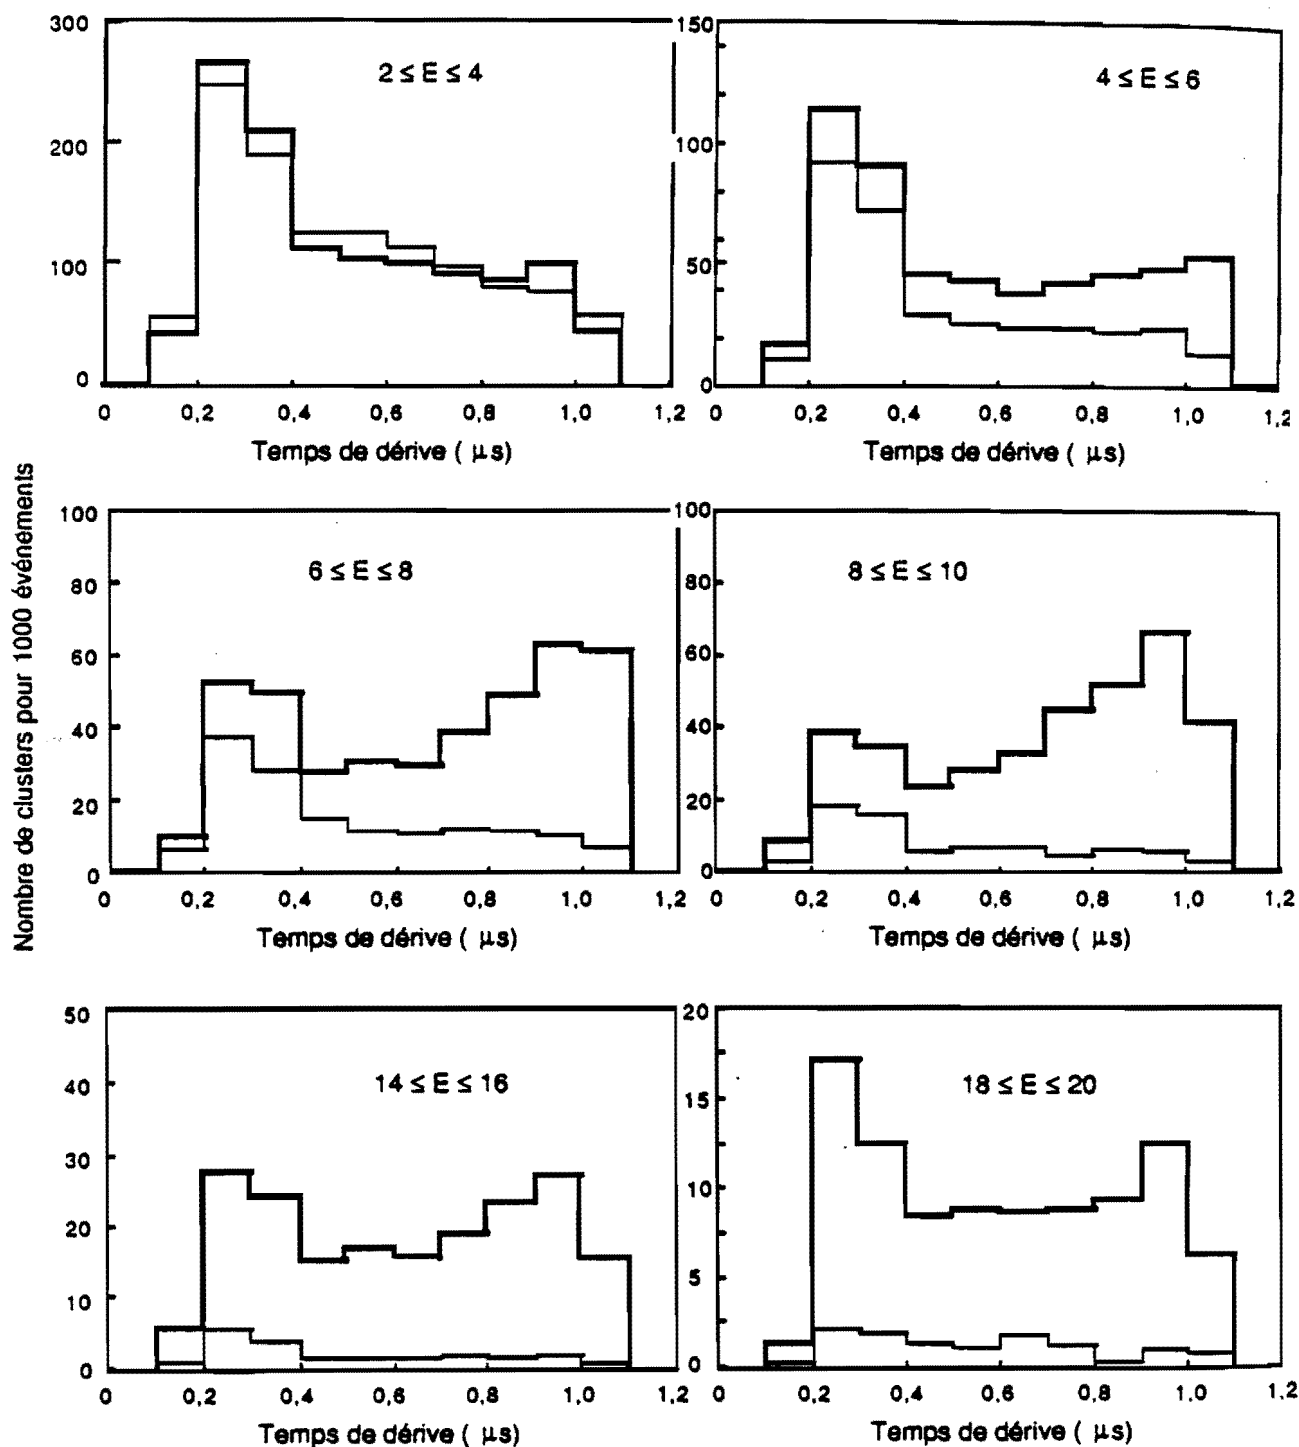 Nombre de clusters pour 1000 événements
300
200
100
0
2 ≤ E ≤ 4
0 0,2 0,4 0,6 0,8 1,0 1,2
Temps de dérive ( μs)
150
100
50
0
4 ≤ E ≤ 6
0 0,2 0,4 0,6 0,8 1,0 1,2
Temps de dérive ( μs)
100
80
60
40
20
0
6 ≤ E ≤ 8
0 0,2 0,4 0,6 0,8 1,0 1,2
Temps de dérive ( μs)
100
80
60
40
20
0
8 ≤ E ≤ 10
0 0,2 0,4 0,6 0,8 1,0 1,2
Temps de dérive ( μs)
50
40
30
20
10
0
14 ≤ E ≤ 16
0 0,2 0,4 0,6 0,8 1,0 1,2
Temps de dérive ( μs)
20
15
10
5
0
18 ≤ E ≤ 20
0 0,2 0,4 0,6 0,8 1,0 1,2
Temps de dérive ( μs)